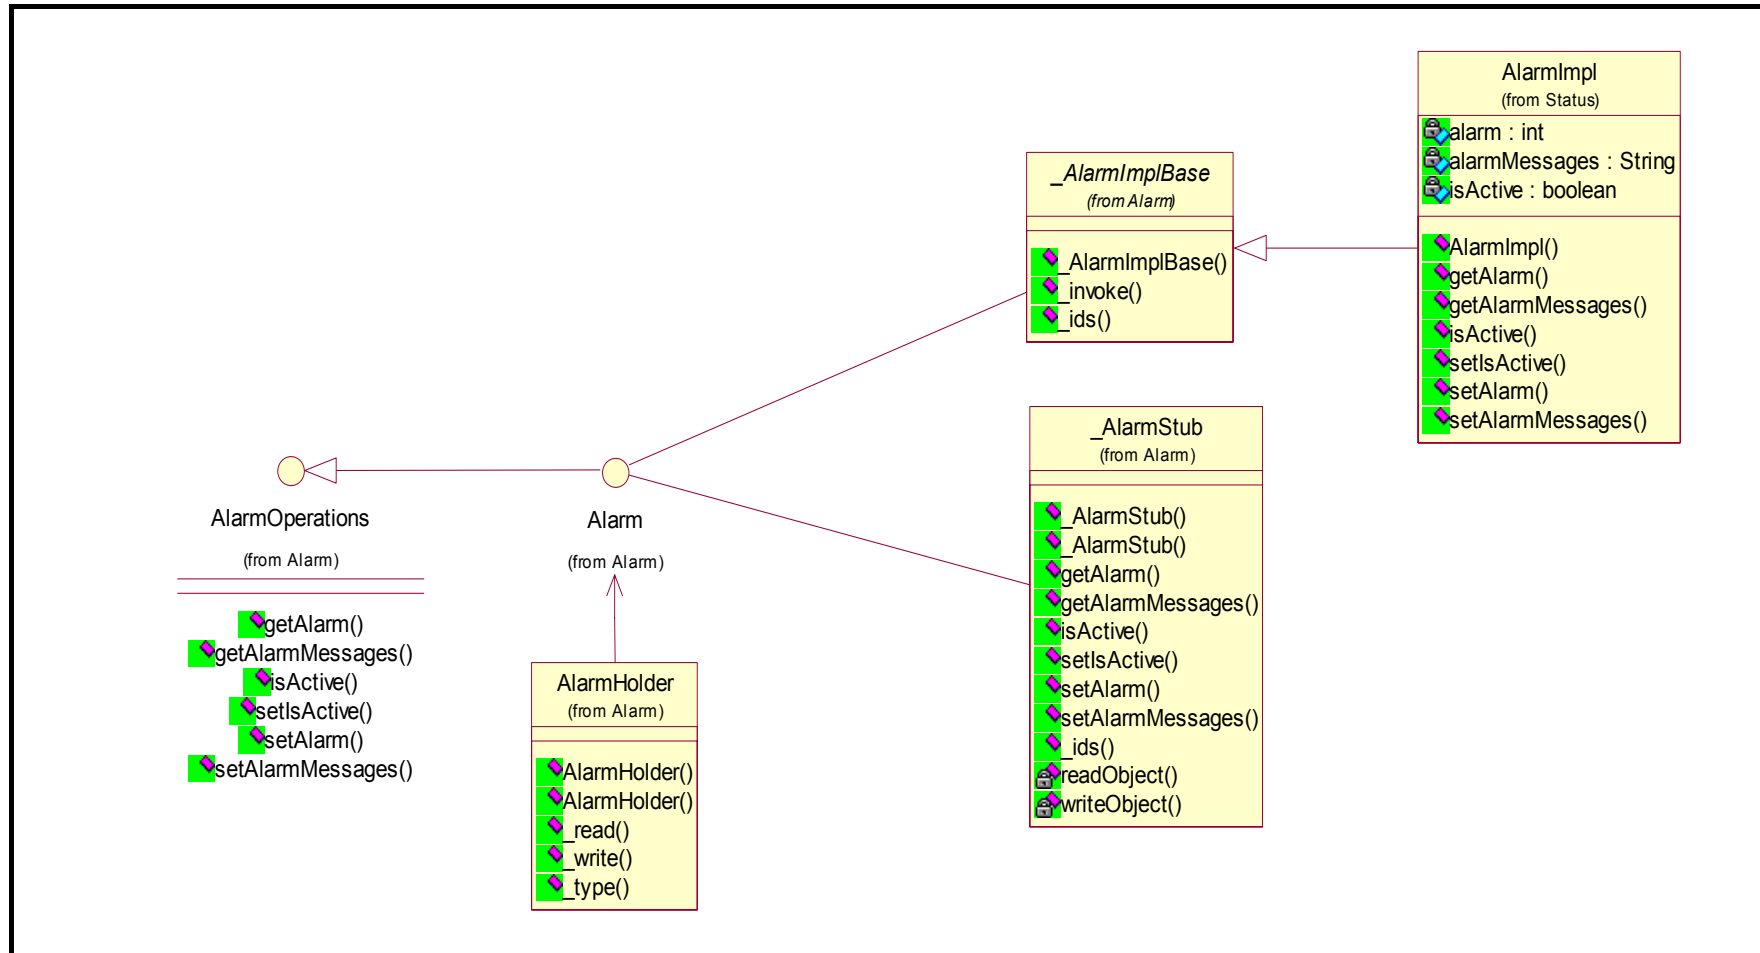 AlarmImpl
(from Status)
alarm : int
alarmMessages : String
isActive : boolean
AlarmImpl()
getAlarm()
getAlarmMessages()
isActive()
setIsActive()
setAlarm()
setAlarmMessages()
_AlarmImplBase
(from Alarm)
_AlarmImplBase()
_invoke()
_ids()
_AlarmStub
(from Alarm)
_AlarmStub()
_AlarmStub()
getAlarm()
getAlarmMessages()
isActive()
setIsActive()
setAlarm()
setAlarmMessages()
_ids()
readObject()
writeObject()
AlarmOperations
(from Alarm)
getAlarm()
getAlarmMessages()
isActive()
setIsActive()
setAlarm()
setAlarmMessages()
Alarm
(from Alarm)
AlarmHolder
(from Alarm)
AlarmHolder()
AlarmHolder()
_read()
_write()
_type()